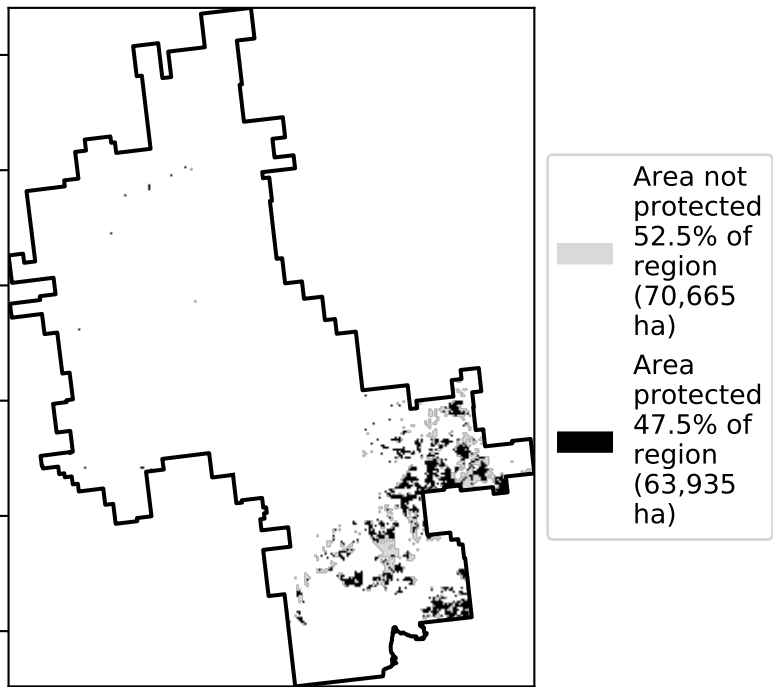 Area not
protected
52.5% of
region
(70,665
ha)
Area
protected
47.5% of
region
(63,935
ha)